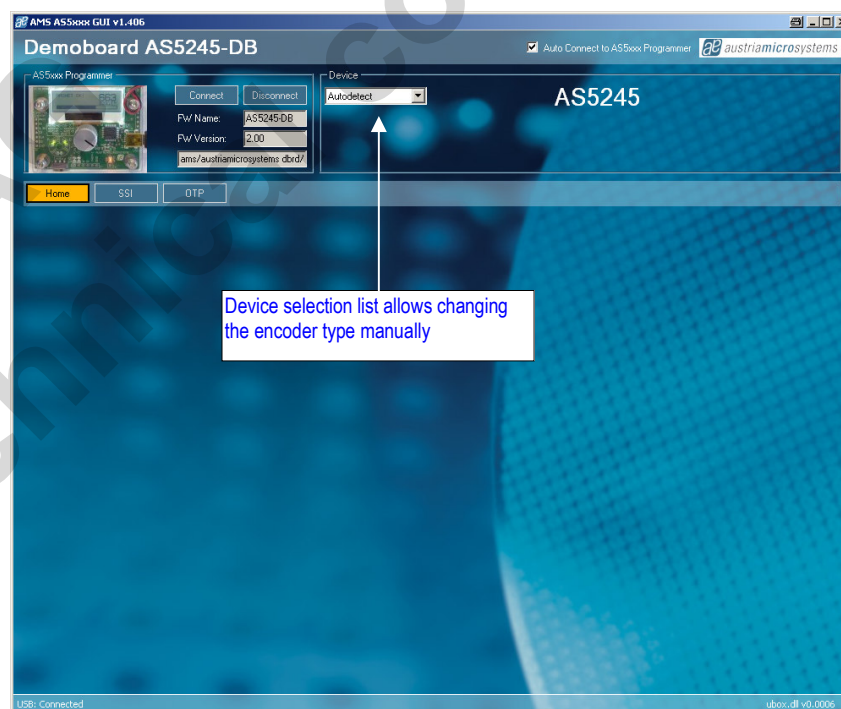 AMS AS5xxx GUI v1.406
Demoboard AS5245-DB
Auto Connect to AS5xxx Programmer
austriamicrosystems
AS5xxx Programmer
Connect
Disconnect
FW Name:
AS5245-DB
FW Version:
2.00
ams/austriamicrosystems dbrd/
Device
Autodetect
AS5245
Home
SSI
OTP
Device selection list allows changing
the encoder type manually
USB: Connected
ubox.dll v0.0006